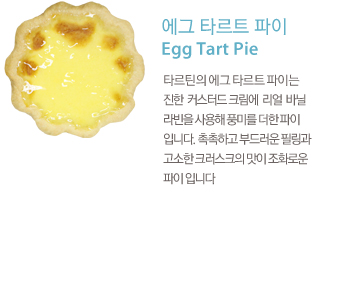 에그 타르트 파이
Egg Tart Pie
타르틴의 에그 타르트 파이는
진한 커스터드 크림에 리얼 바닐
라빈을 사용해 풍미를 더한 파이
입니다. 촉촉하고 부드러운 필링과
고소한 크러스크의 맛이 조화로운
파이 입니다